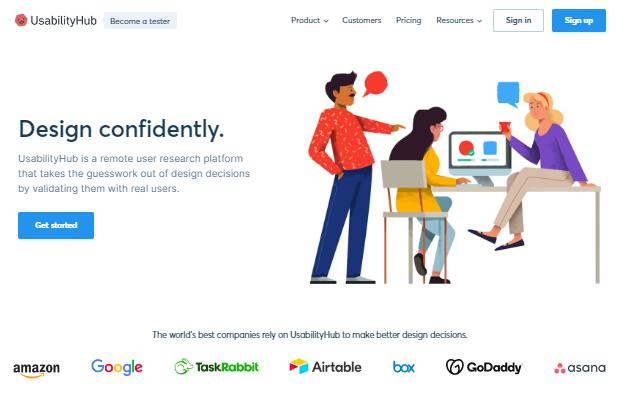 UsabilityHub
Become a tester
Product
Customers
Pricing
Resources
Sign in
Sign up
Design confidently.
UsabilityHub is a remote user research platform
that takes the guesswork out of design decisions
by validating them with real users.
Get started
The world's best companies rely on UsabilityHub to make better design decisions.
amazon
Google
TaskRabbit
Airtable
box
GoDaddy
asana